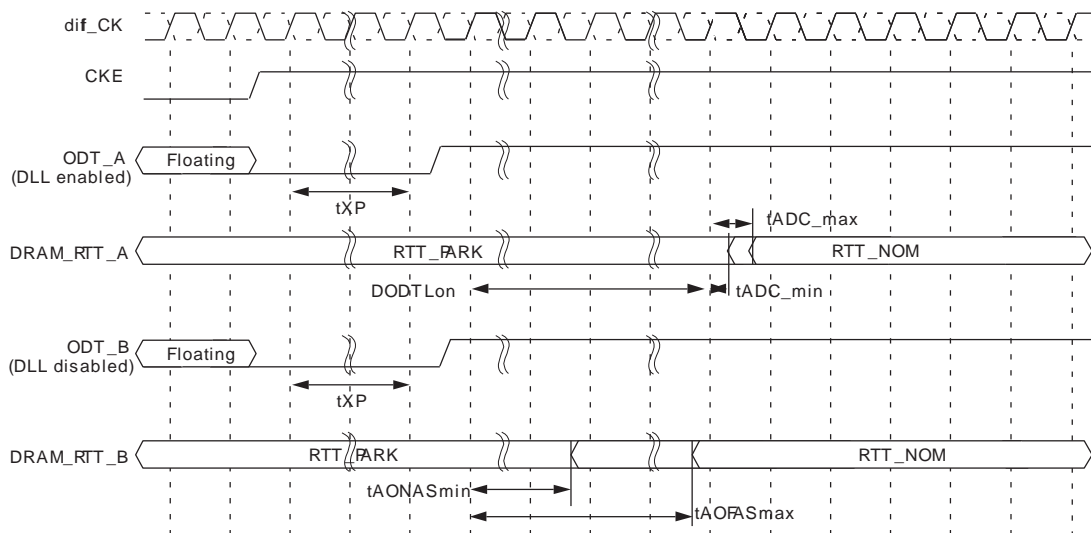 dif_CK
CKE
ODT_A
(DLL enabled)
Floating
tXP
tADC_max
DRAM_RTT_A
RTT_PARK
RTT_NOM
DODTLon
tADC_min
ODT_B
(DLL disabled)
Floating
tXP
DRAM_RTT_B
RTT_PARK
RTT_NOM
tAONASmin
tAOFASmax